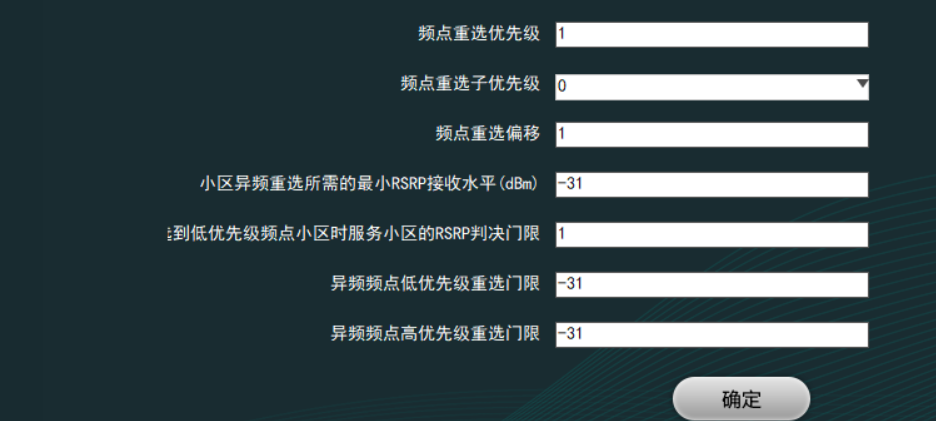 频点重选优先级 1
频点重选子优先级 0
频点重选偏移 1
小区异频重选所需的最小RSRP接收水平(dBm) -31
到低优先级频点小区时服务小区的RSRP判决门限 1
异频频点低优先级重选门限 -31
异频频点高优先级重选门限 -31
确定